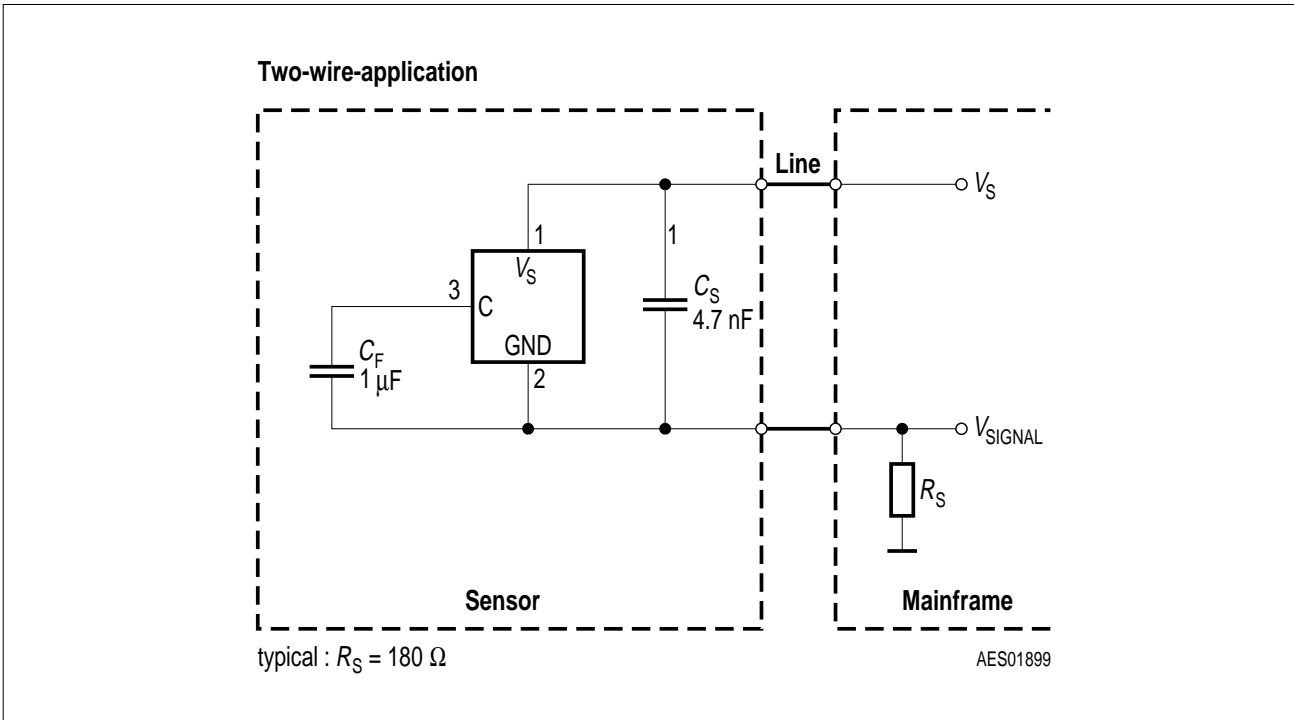 Two-wire-application
Line
V_S
1
1
V_S
3
C
C_S
4.7 nF
GND
C_F
1 μF
2
V_SIGNAL
R_S
Sensor
Mainframe
typical : R_S = 180 Ω
AES01899